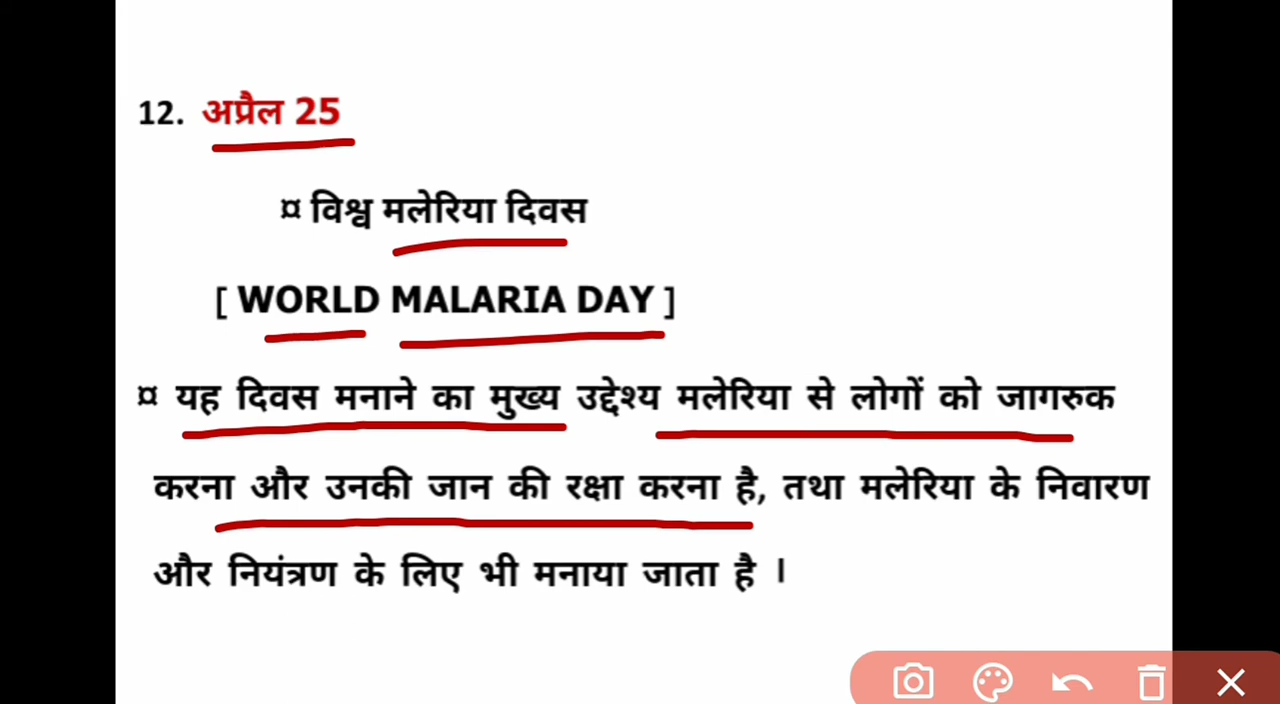 12. अप्रैल 25
¤ विश्व मलेरिया दिवस
[ WORLD MALARIA DAY ]
¤ यह दिवस मनाने का मुख्य उद्देश्य मलेरिया से लोगों को जागरुक
करना और उनकी जान की रक्षा करना है, तथा मलेरिया के निवारण
और नियंत्रण के लिए भी मनाया जाता है ।